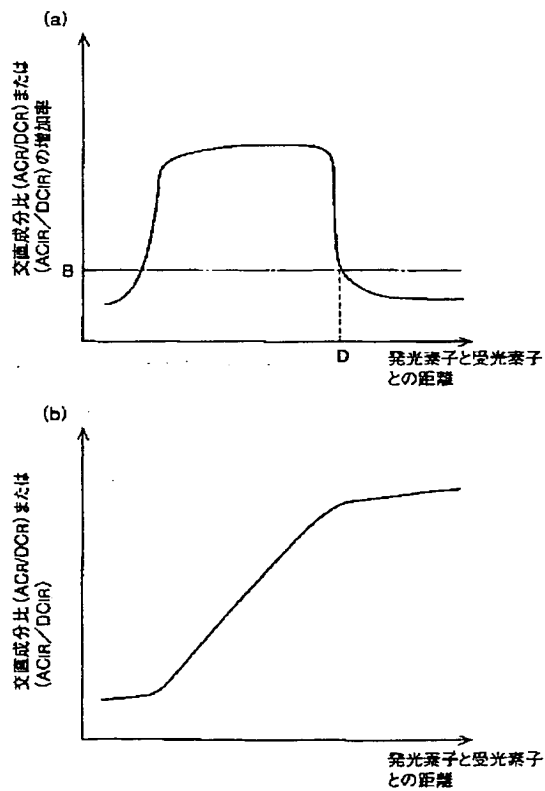 (a)
交直成分比(ACR/DCR)または
(ACIR/DCIR)の増加率
B
D
発光素子と受光素子
との距離
(b)
交直成分比(ACR/DCR)または
(ACIR/DCIR)
発光素子と受光素子
との距離